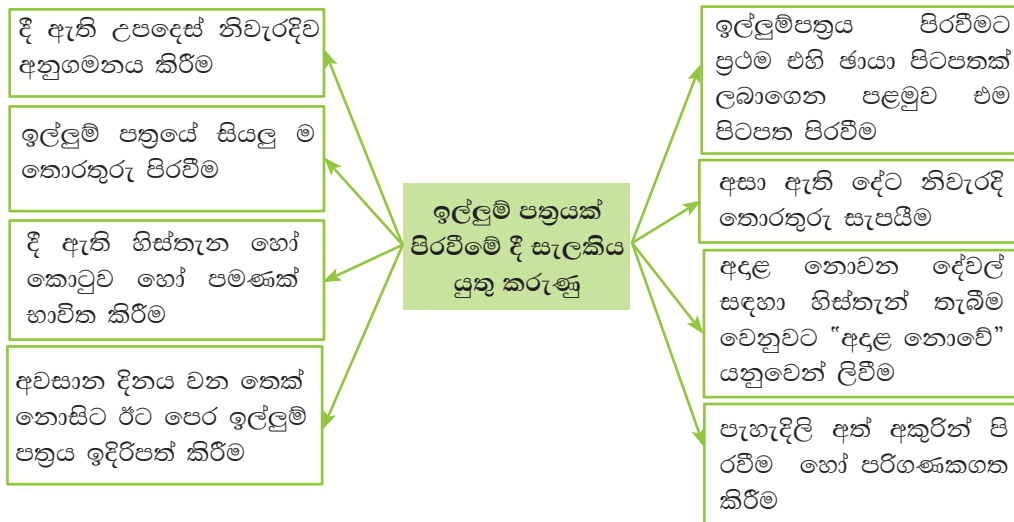 දී ඇති උපදෙස් නිවැරදිව
අනුගමනය කිරීම
ඉල්ලුම් පත්‍රයේ සියලු ම
තොරතුරු පිරවීම
දී ඇති හිස්තැන හෝ
කොටුව හෝ පමණක්
භාවිත කිරීම
අවසාන දිනය වන තෙක්
නොසිට ඊට පෙර ඉල්ලුම්
පත්‍රය ඉදිරිපත් කිරීම
ඉල්ලුම් පත්‍රයක්
පිරවීමේ දී සැලකිය
යුතු කරුණු
ඉල්ලුම්පත්‍රය පිරවීමට
ප්‍රථම එහි ඡායා පිටපතක්
ලබාගෙන පළමුව එම
පිටපත පිරවීම
අසා ඇති දේට නිවැරදි
තොරතුරු සැපයීම
අදාළ නොවන දේවල්
සඳහා හිස්තැන් තැබීම
වෙනුවට “අදාළ නොවේ”
යනුවෙන් ලිවීම
පැහැදිලි අත් අකුරින් පි
රවීම හෝ පරිගණකගත
කිරීම